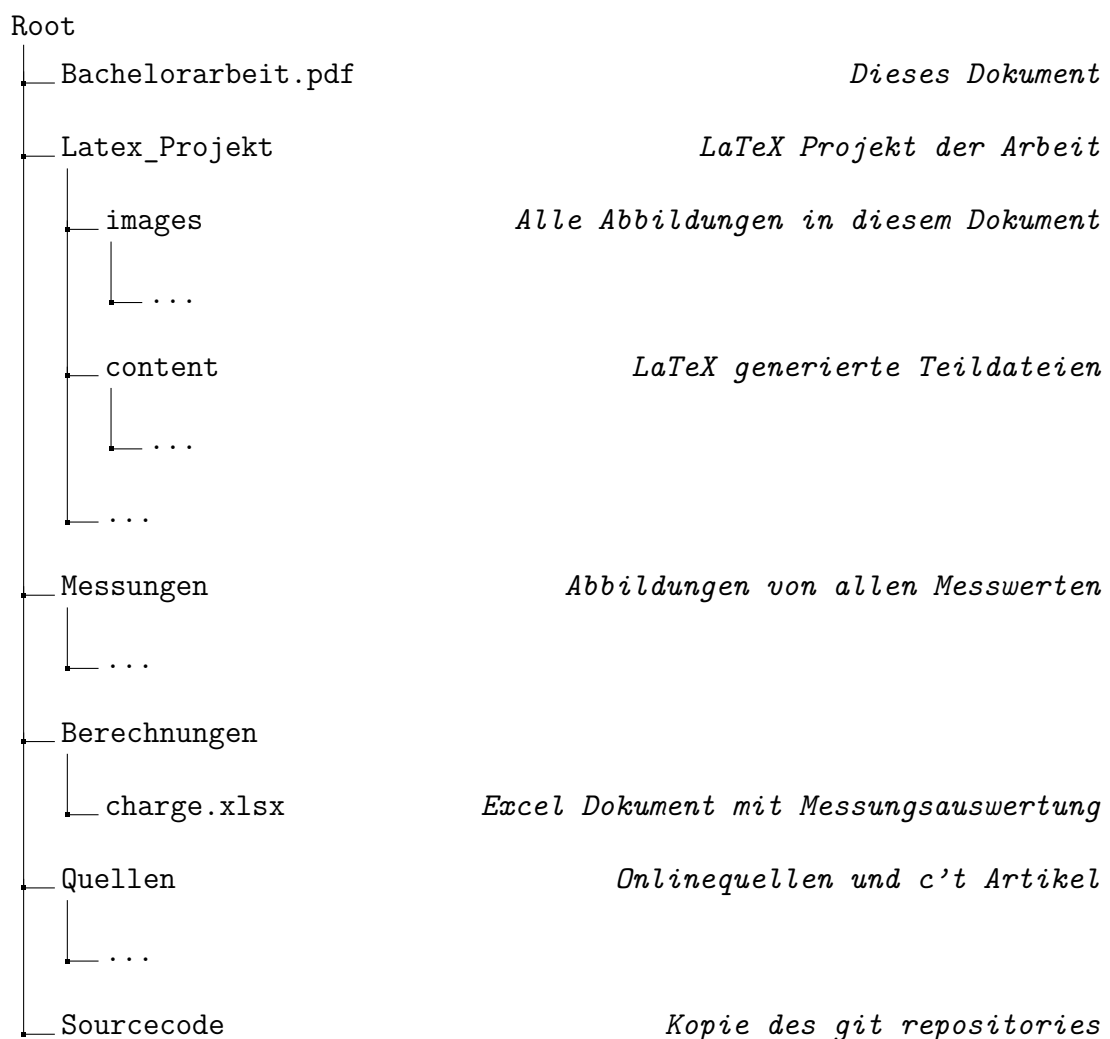 Root
Bachelorarbeit.pdf Dieses Dokument
Latex_Projekt LaTeX Projekt der Arbeit
images Alle Abbildungen in diesem Dokument
...
content LaTeX generierte Teildateien
...
...
Messungen Abbildungen von allen Messwerten
...
Berechnungen
charge.xlsx Excel Dokument mit Messungsauswertung
Quellen Onlinequellen und c't Artikel
...
Sourcecode Kopie des git repositories